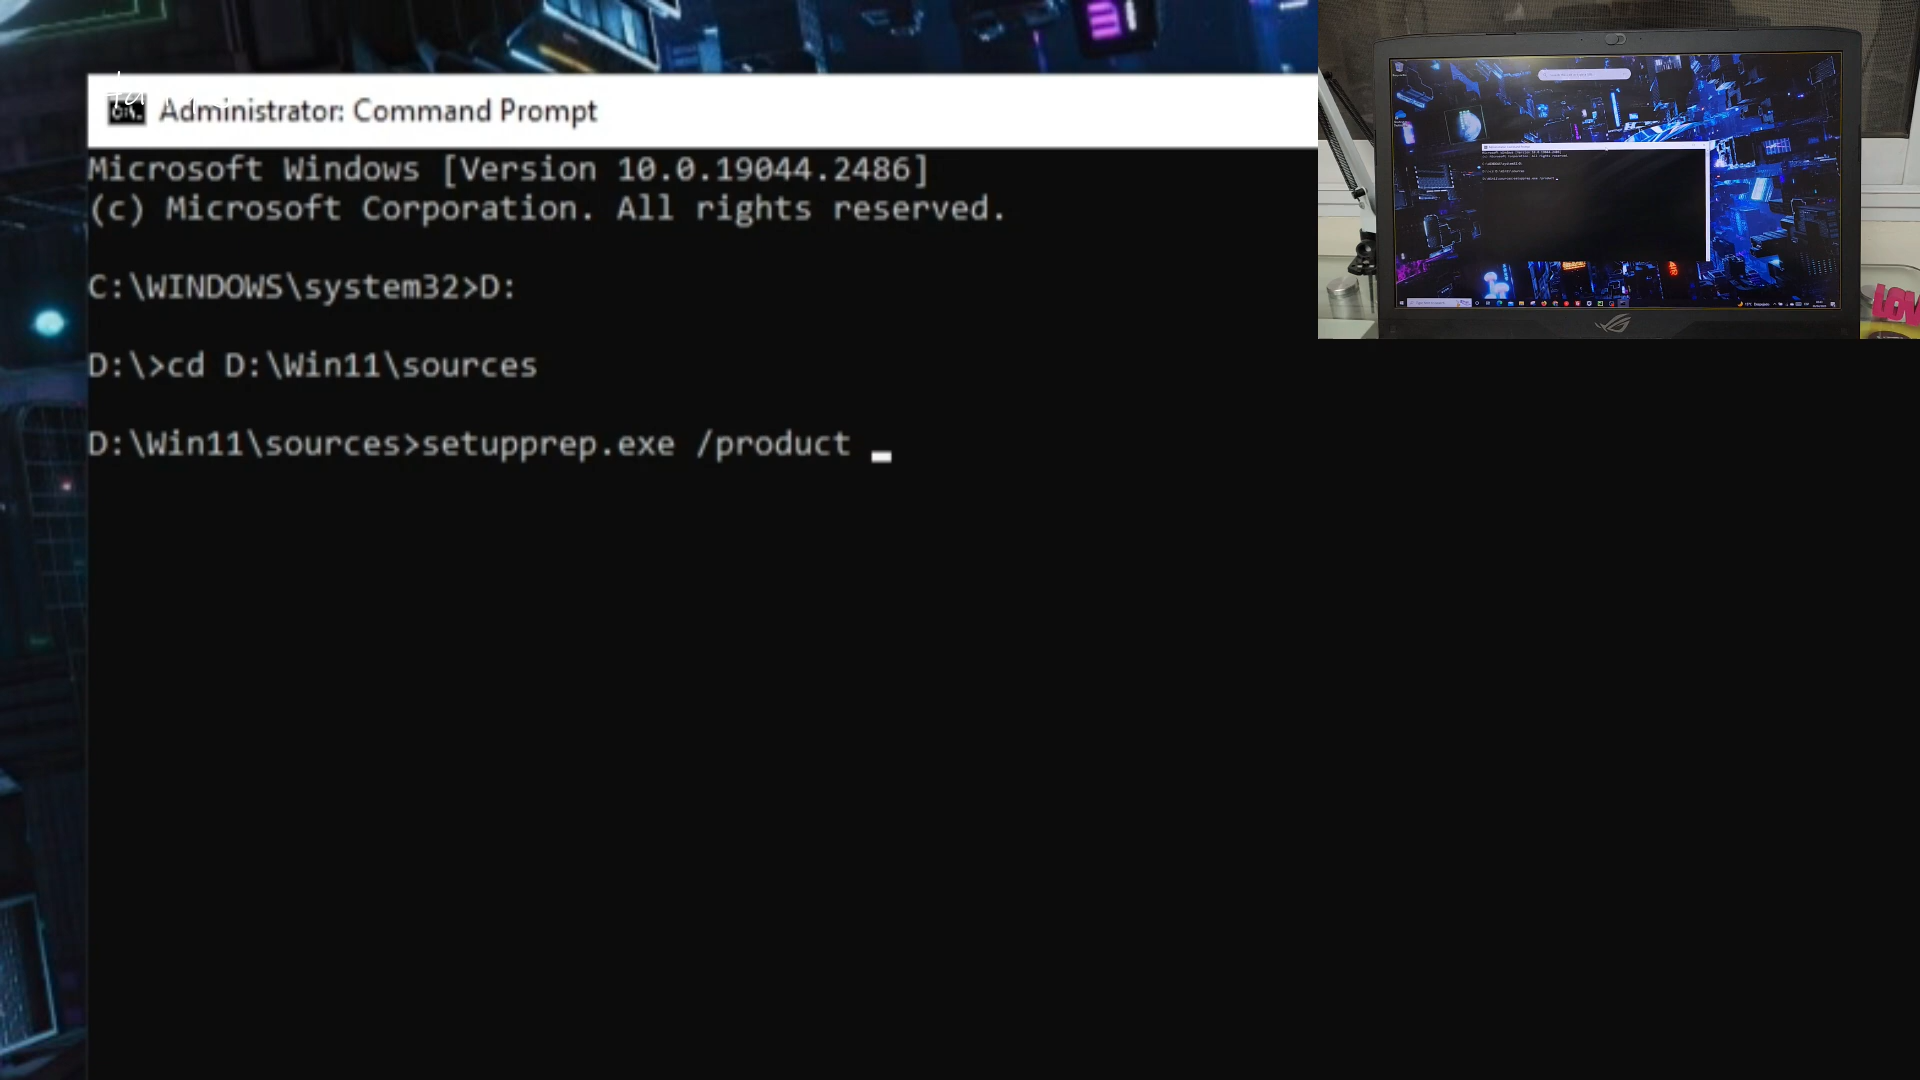 Administrator: Command Prompt
Microsoft Windows [Version 10.0.19044.2486]
(c) Microsoft Corporation. All rights reserved.
C:\WINDOWS\system32>D:
D:\>cd D:\Win11\sources
D:\Win11\sources>setupprep.exe /product